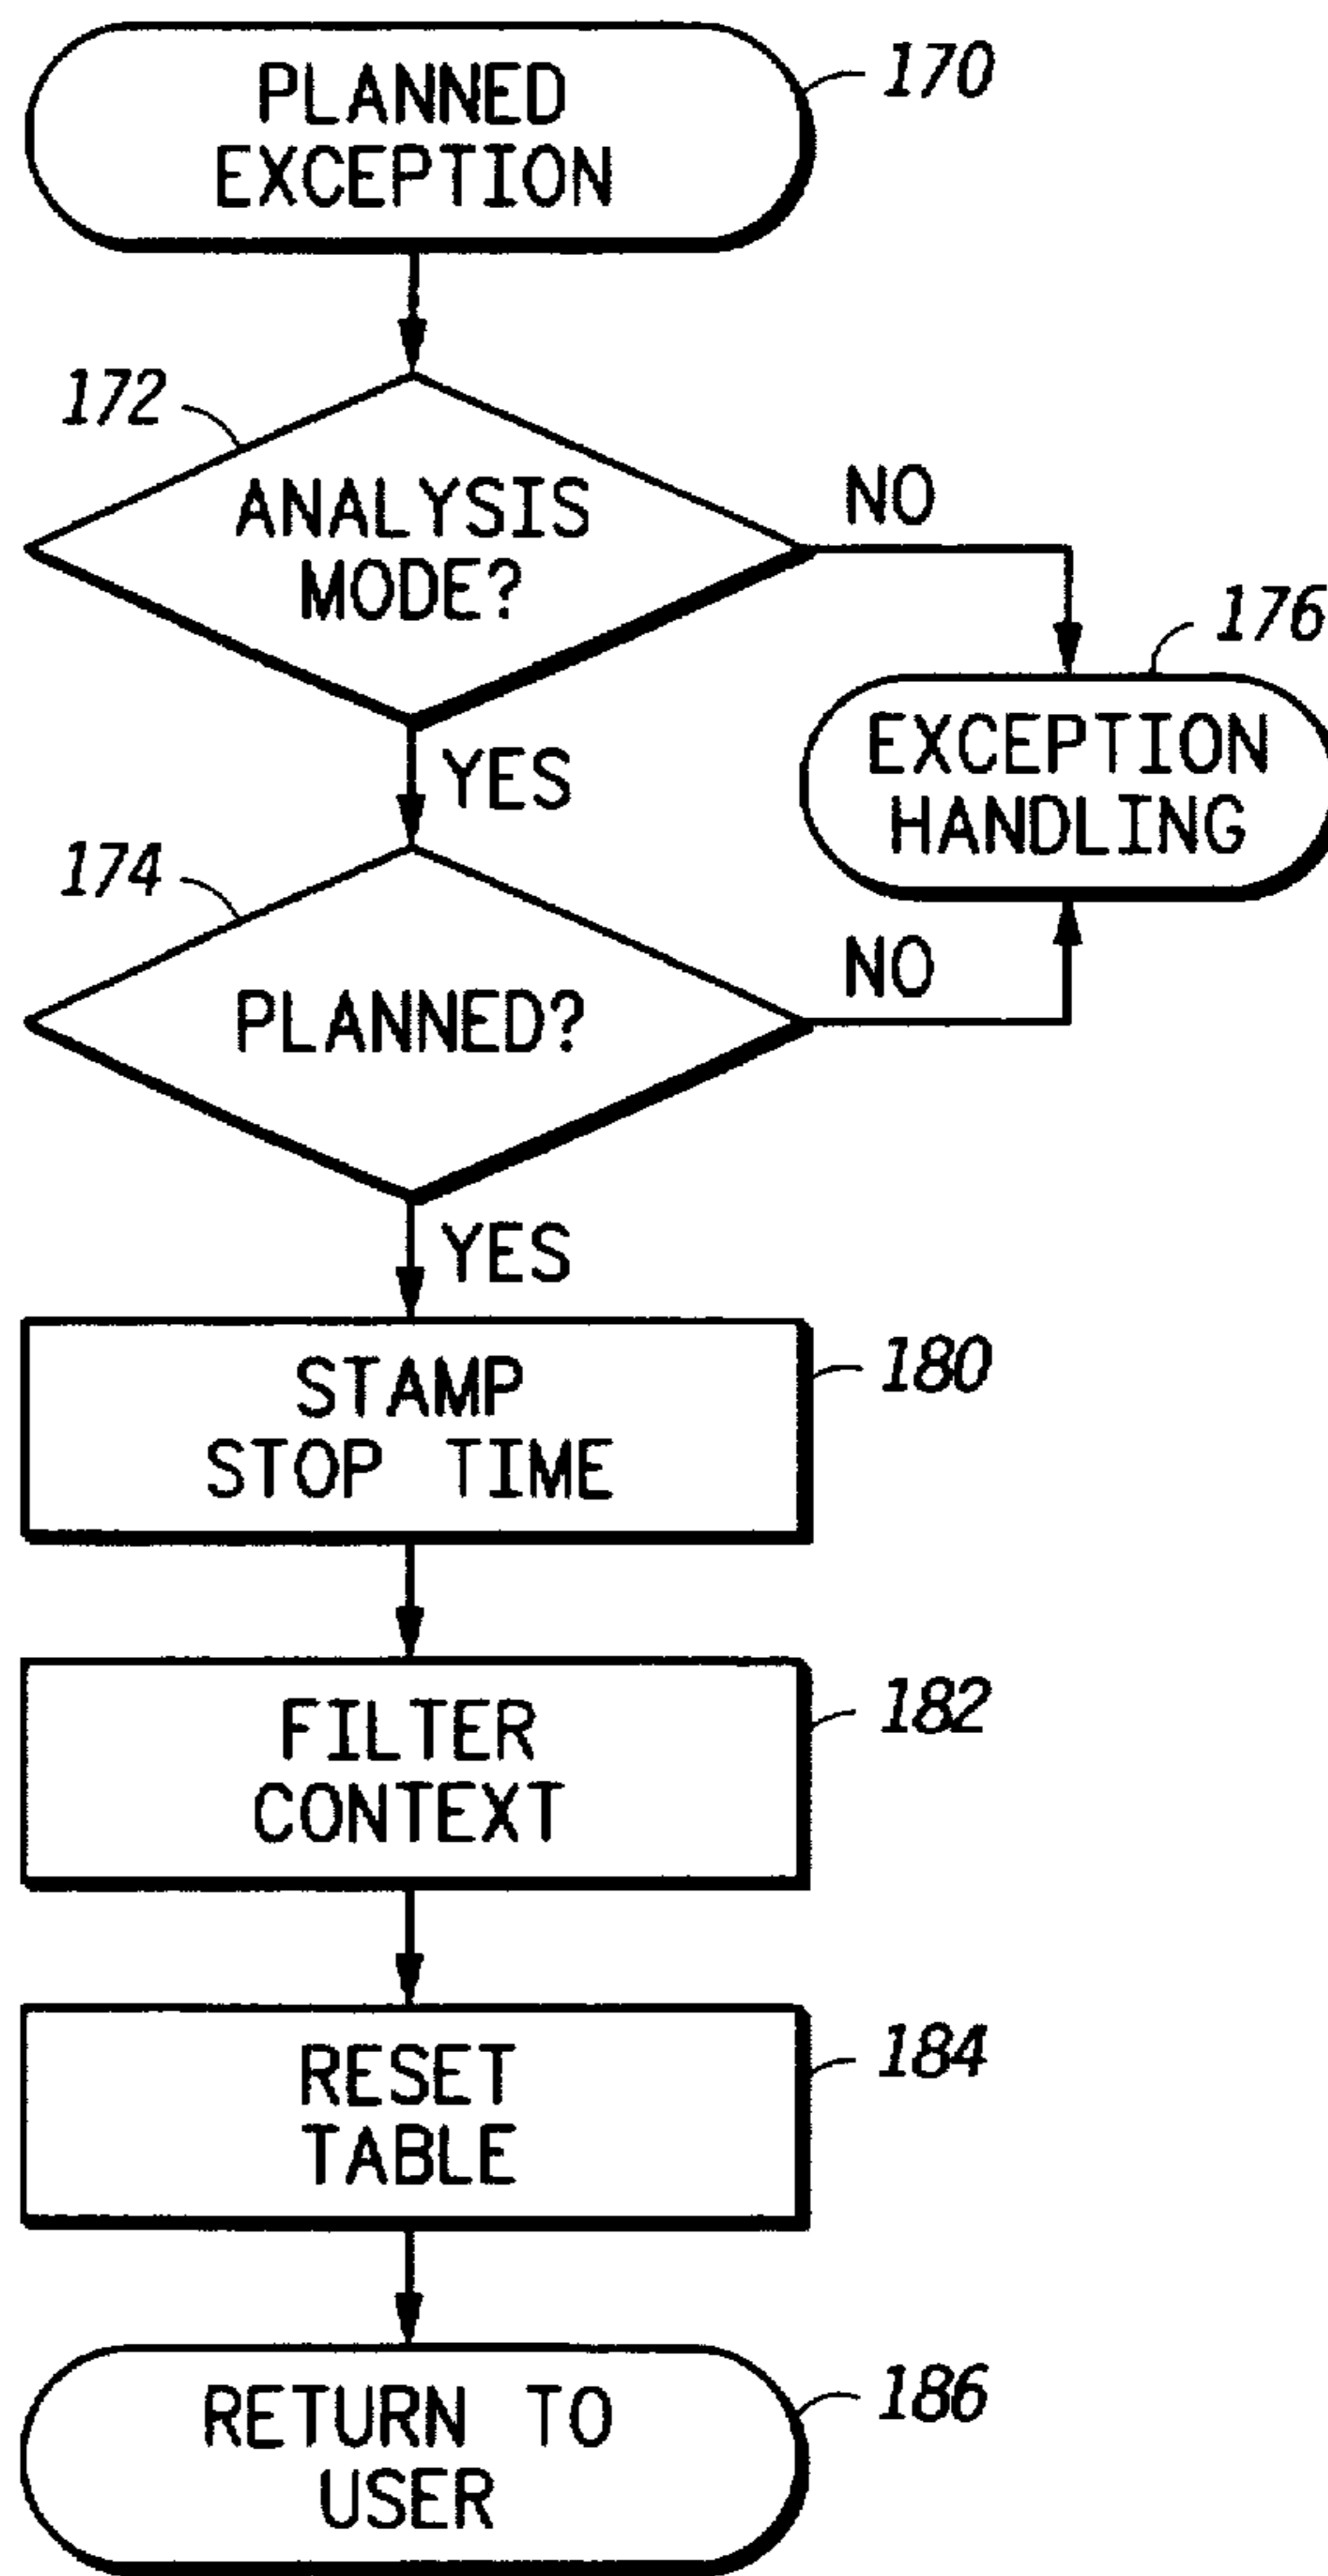 PLANNED
EXCEPTION
170
172
ANALYSIS
MODE?
NO
176
EXCEPTION
HANDLING
YES
174
PLANNED?
NO
YES
STAMP
STOP TIME
180
FILTER
CONTEXT
182
RESET
TABLE
184
RETURN TO
USER
186